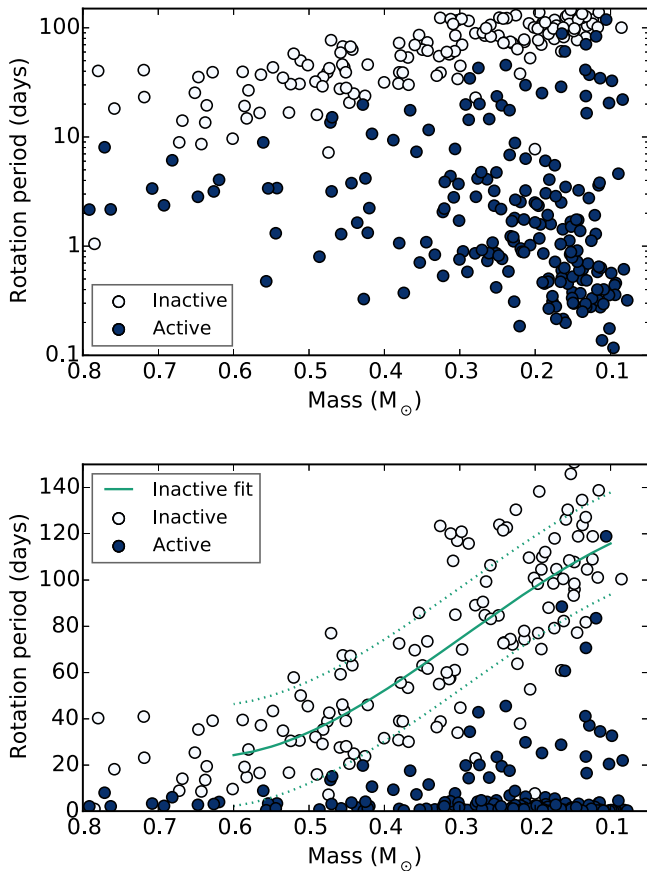 100
10
1
0.1
Rotation period (days)
Inactive
Active
0.8 0.7 0.6 0.5 0.4 0.3 0.2 0.1
Mass (M☉)
140
120
100
80
60
40
20
0
Rotation period (days)
Inactive fit
Inactive
Active
0.8 0.7 0.6 0.5 0.4 0.3 0.2 0.1
Mass (M☉)